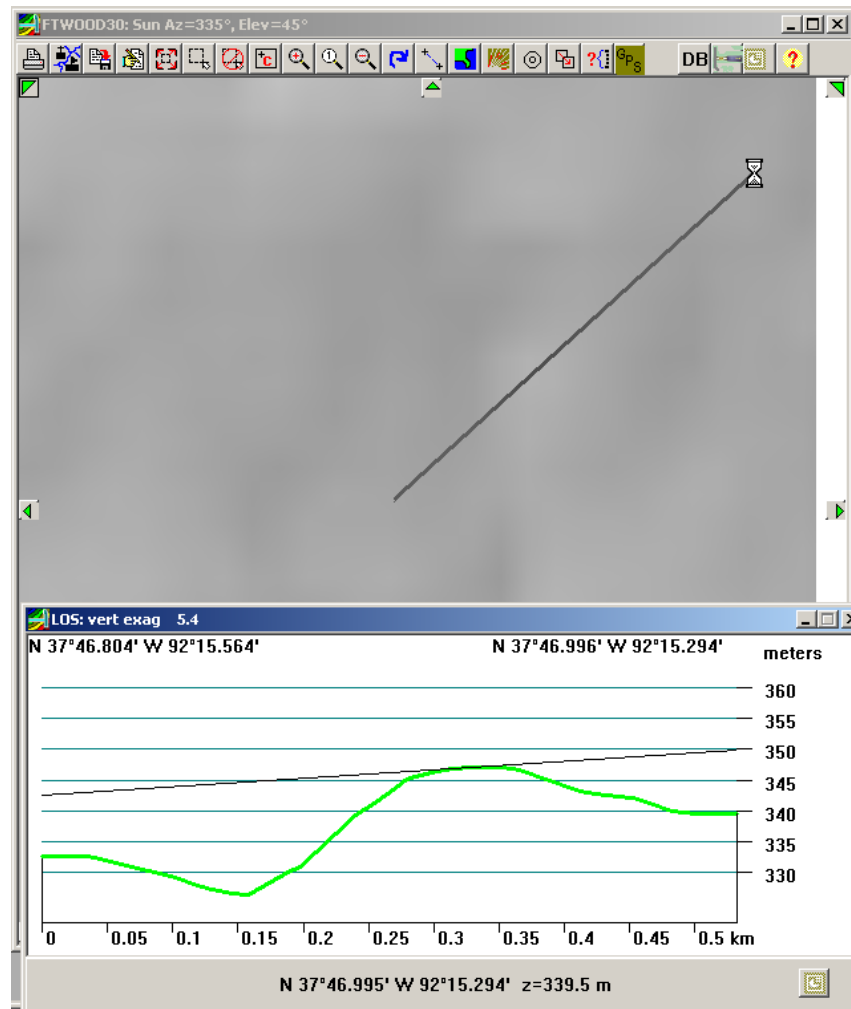 FTWOOD30: Sun Az=335°, Elev=45°
c 1 ?{] GPS DB ?
LOS: vert exag 5.4
N 37°46.804' W 92°15.564' N 37°46.996' W 92°15.294' meters
360
355
350
345
340
335
330
0 0.05 0.1 0.15 0.2 0.25 0.3 0.35 0.4 0.45 0.5 km
N 37°46.995' W 92°15.294' z=339.5 m